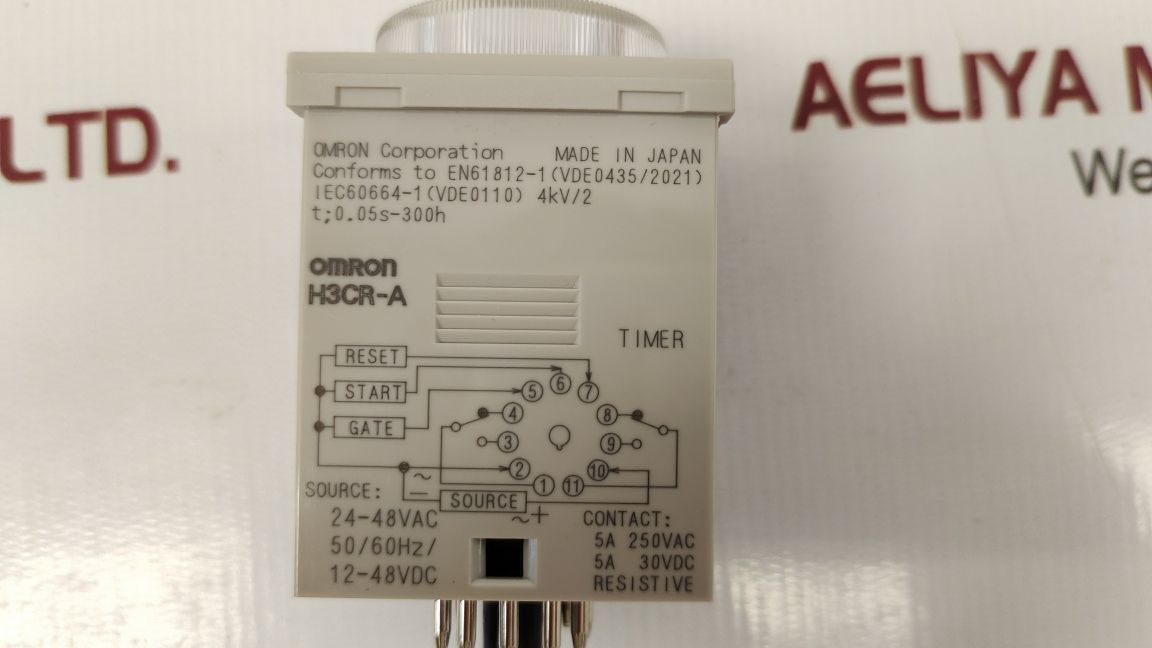 LTD.
AELIYA M
We
OMRON Corporation MADE IN JAPAN
Conforms to EN61812-1(VDE0435/2021)
IEC60664-1(VDE0110) 4kV/2
t;0.05s-300h
OMRON
H3CR-A
TIMER
RESET
START
GATE
6
5 7
4 8
3 9
2 10
1 11
~
−
SOURCE
~+
SOURCE:
24-48VAC
50/60Hz/
12-48VDC
CONTACT:
5A 250VAC
5A 30VDC
RESISTIVE